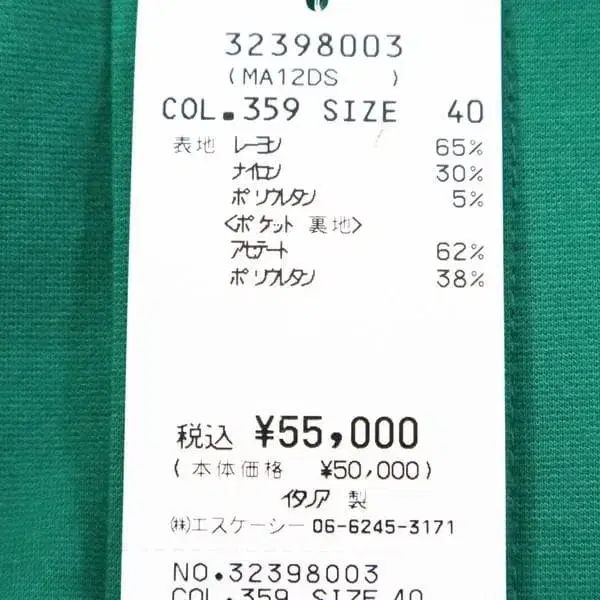 32398003
(MA12DS )
COL.359 SIZE 40
表地 レーヨン 65%
ナイロン 30%
ポリウレタン 5%
<ポケット 裏地>
アセテート 62%
ポリウレタン 38%
税込 ¥55,000
(本体価格 ¥50,000)
イタリア 製
㈱エスケーシー 06-6245-3171
NO.32398003
COL.359 SIZE 40